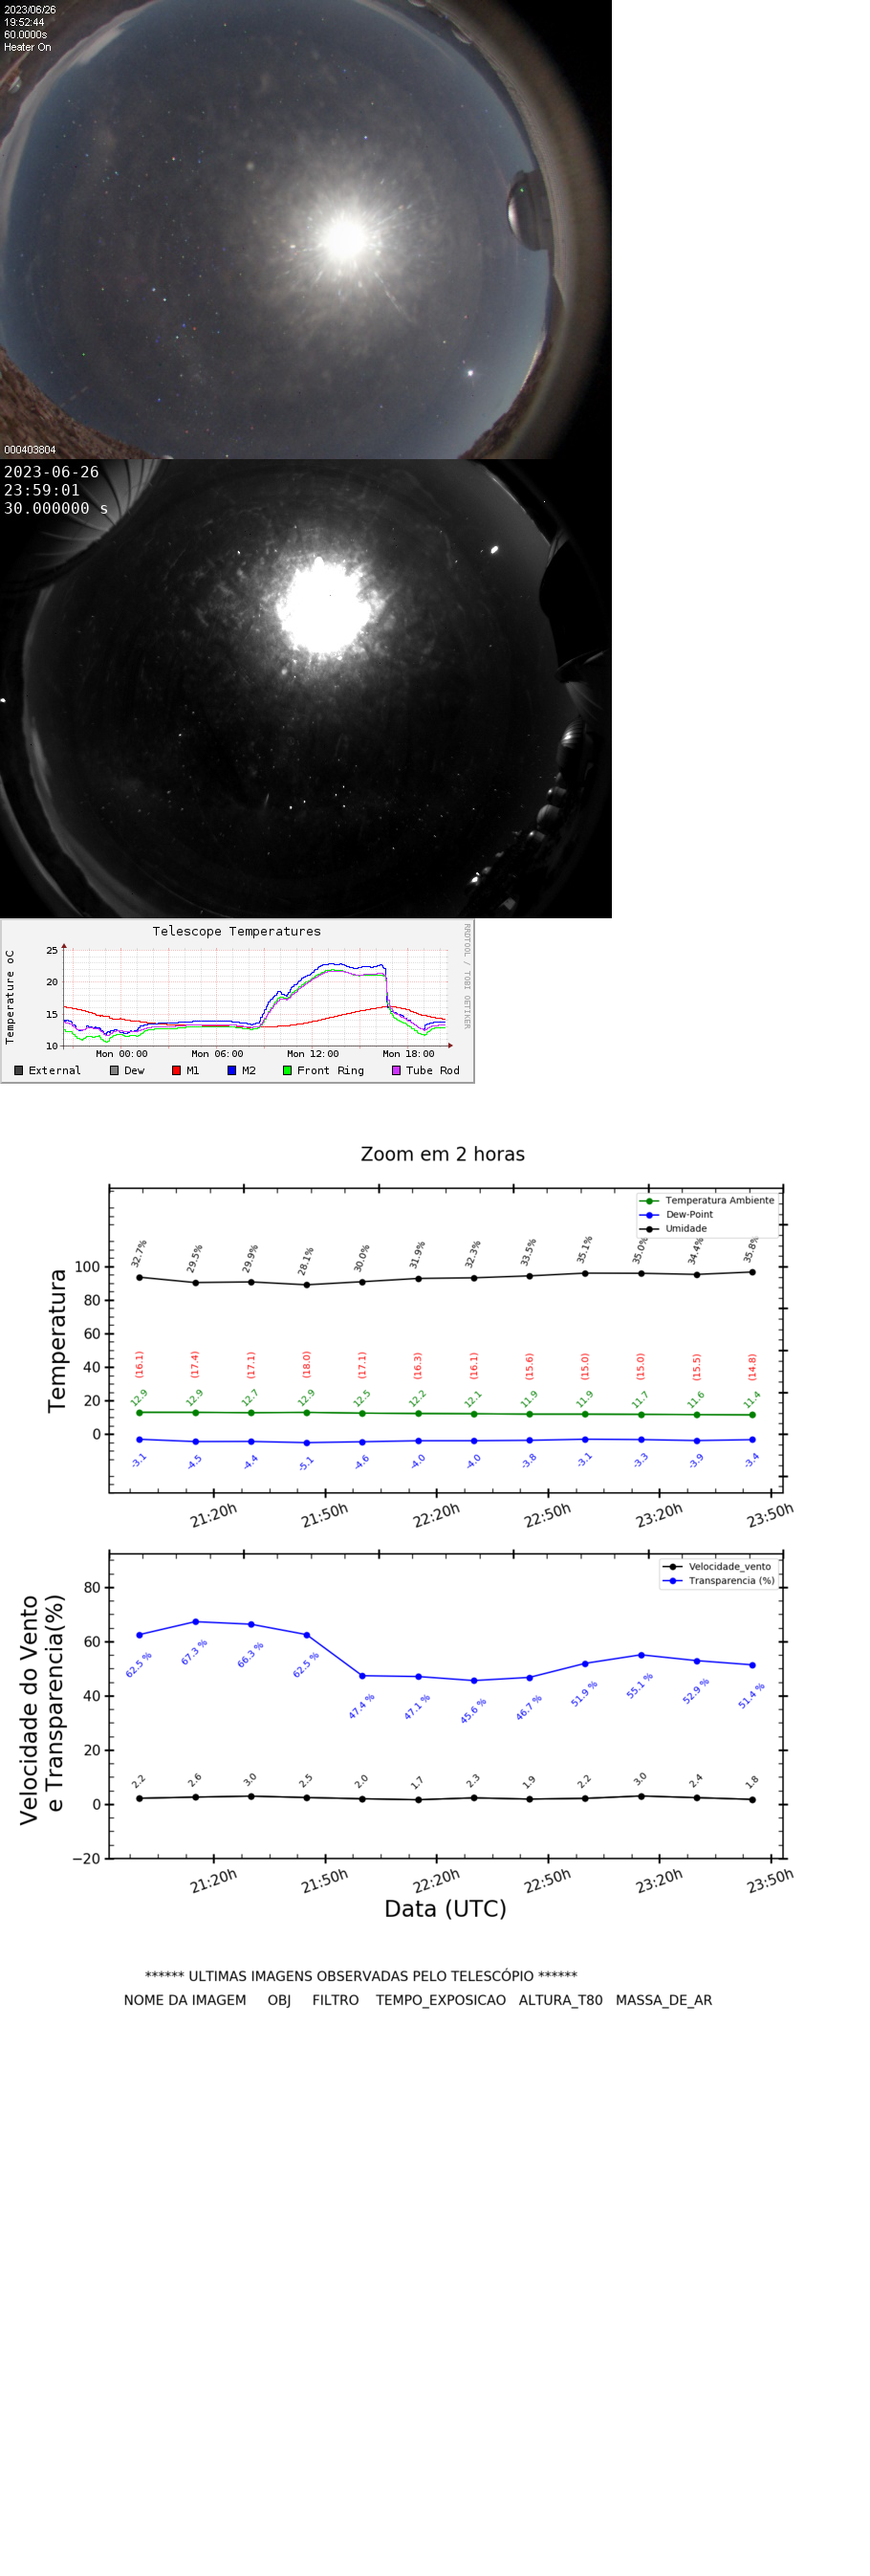 2023/06/26
19:52:44
60.0000s
Heater On
000403804
2023-06-26
23:59:01
30.000000 s
Telescope Temperatures
RRDTOOL / TOBI OETIKER
Temperature oC
25
20
15
10
Mon 00:00 Mon 06:00 Mon 12:00 Mon 18:00
External Dew M1 M2 Front Ring Tube Rod
Zoom em 2 horas
Temperatura Ambiente
Dew-Point
Umidade
Temperatura
100
80
60
40
20
0
32.7% 29.5% 29.9% 28.1% 30.0% 31.9% 32.3% 33.5% 35.1% 35.0% 34.4% 35.8%
(16.1) (17.4) (17.1) (18.0) (17.1) (16.3) (16.1) (15.6) (15.0) (15.0) (15.5) (14.8)
12.9 12.9 12.7 12.9 12.5 12.2 12.1 11.9 11.9 11.7 11.6 11.4
-3.1 -4.5 -4.4 -5.1 -4.6 -4.0 -4.0 -3.8 -3.1 -3.3 -3.9 -3.4
21:20h 21:50h 22:20h 22:50h 23:20h 23:50h
Velocidade_vento
Transparencia (%)
Velocidade do Vento
e Transparencia(%)
80
60
40
20
0
−20
62.5 % 67.3 % 66.3 % 62.5 % 47.4 % 47.1 % 45.6 % 46.7 % 51.9 % 55.1 % 52.9 % 51.4 %
2.2 2.6 3.0 2.5 2.0 1.7 2.3 1.9 2.2 3.0 2.4 1.8
21:20h 21:50h 22:20h 22:50h 23:20h 23:50h
Data (UTC)
****** ULTIMAS IMAGENS OBSERVADAS PELO TELESCÓPIO ******
NOME DA IMAGEM OBJ FILTRO TEMPO_EXPOSICAO ALTURA_T80 MASSA_DE_AR